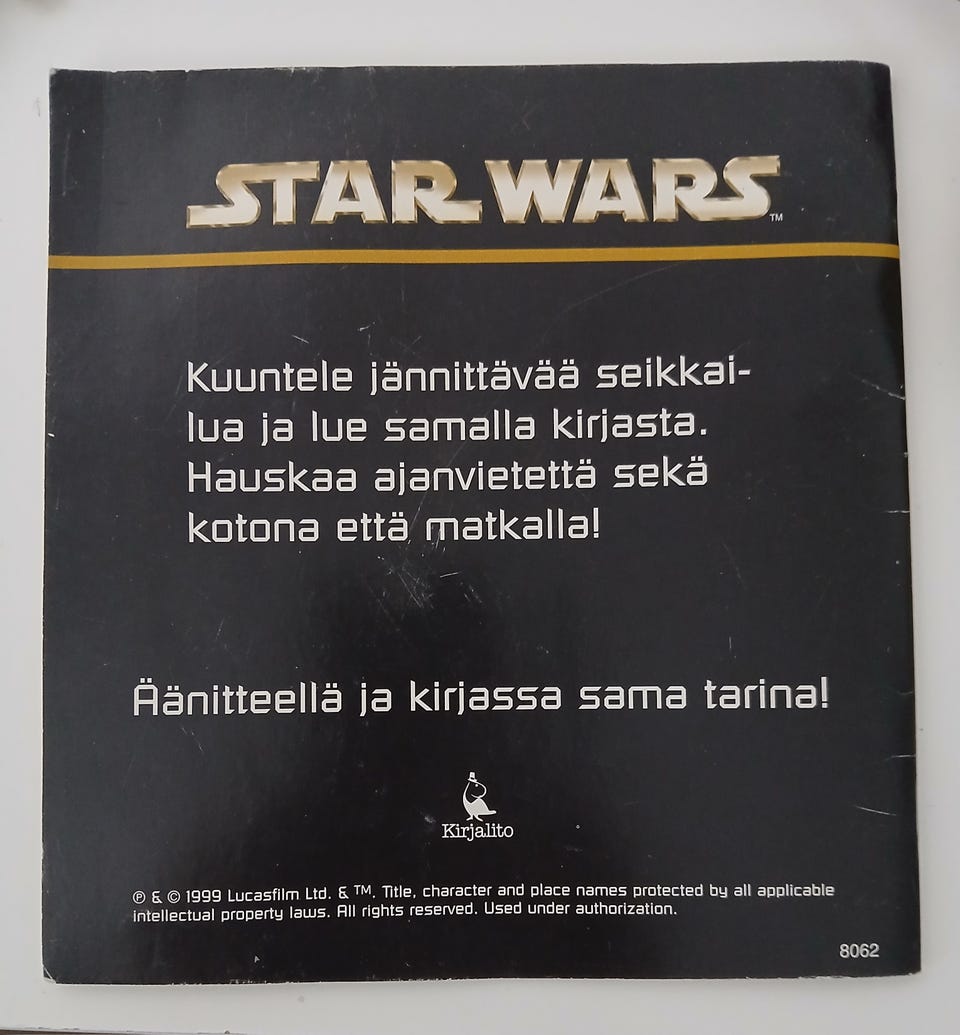 STAR WARS™
Kuuntele jännittävää seikkai-
lua ja lue samalla kirjasta.
Hauskaa ajanvietettä sekä
kotona että matkalla!
Äänitteellä ja kirjassa sama tarina!
Kirjalito
℗ & © 1999 Lucasfilm Ltd. & ™. Title, character and place names protected by all applicable
intellectual property laws. All rights reserved. Used under authorization.
8062